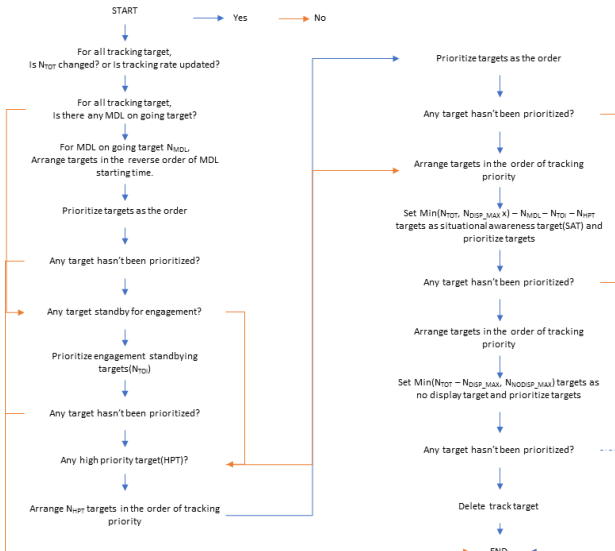 START
Yes
No
For all tracking target,
Is NTOT changed? or Is tracking rate updated?
For all tracking target,
Is there any MDL on going target?
For MDL on going target NMDL,
Arrange targets in the reverse order of MDL
starting time.
Prioritize targets as the order
Any target hasn't been prioritized?
Any target standby for engagement?
Prioritize engagement standbying
targets(NTOI)
Any target hasn't been prioritized?
Any high priority target(HPT)?
Arrange NHPT targets in the order of tracking
priority
Prioritize targets as the order
Any target hasn't been prioritized?
Arrange targets in the order of tracking
priority
Set Min(NTOT, NDISP_MAX x) – NMDL – NTOI – NHPT
targets as situational awareness target(SAT) and
prioritize targets
Any target hasn't been prioritized?
Arrange targets in the order of tracking
priority
Set Min(NTOT – NDISP_MAX, NNODISP_MAX) targets as
no display target and prioritize targets
Any target hasn't been prioritized?
Delete track target
END